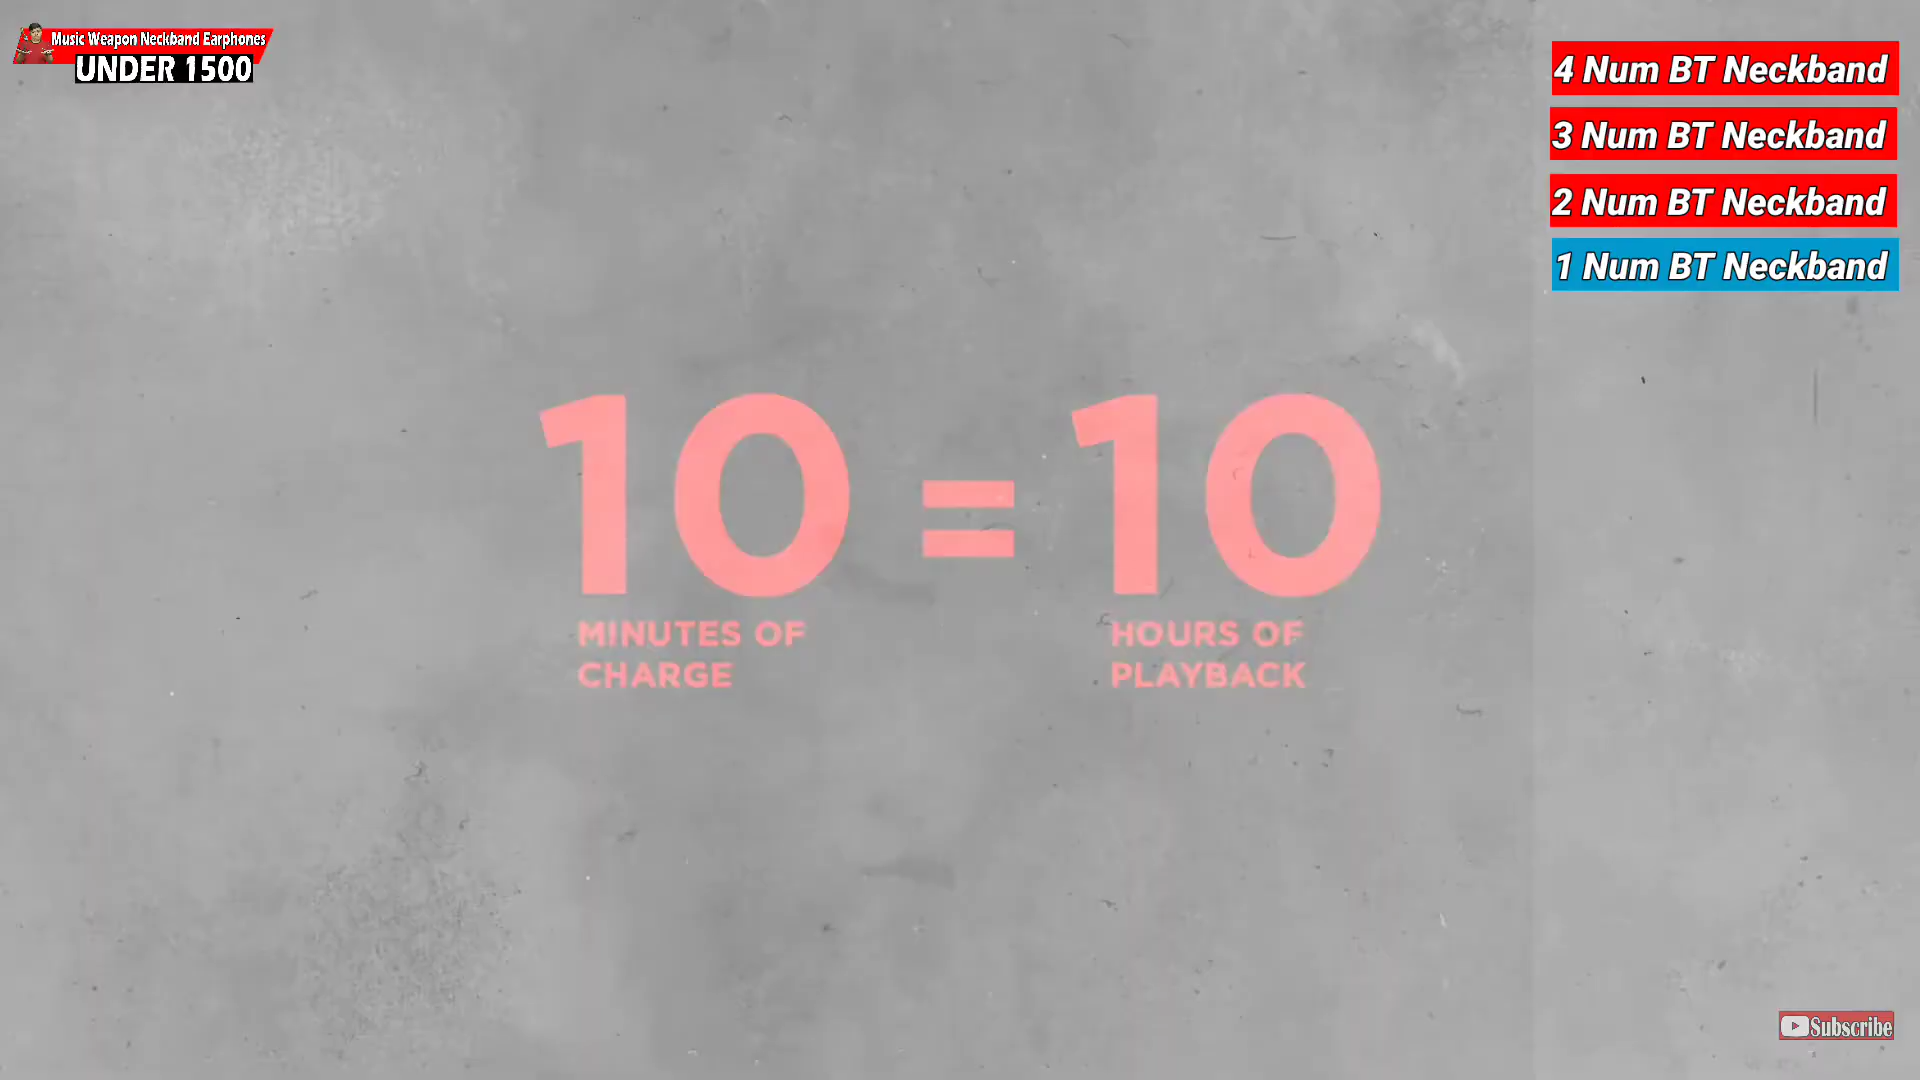 Music Weapon Neckband Earphones
UNDER 1500
4 Num BT Neckband
3 Num BT Neckband
2 Num BT Neckband
1 Num BT Neckband
10 = 10
MINUTES OF
CHARGE
HOURS OF
PLAYBACK
Subscribe